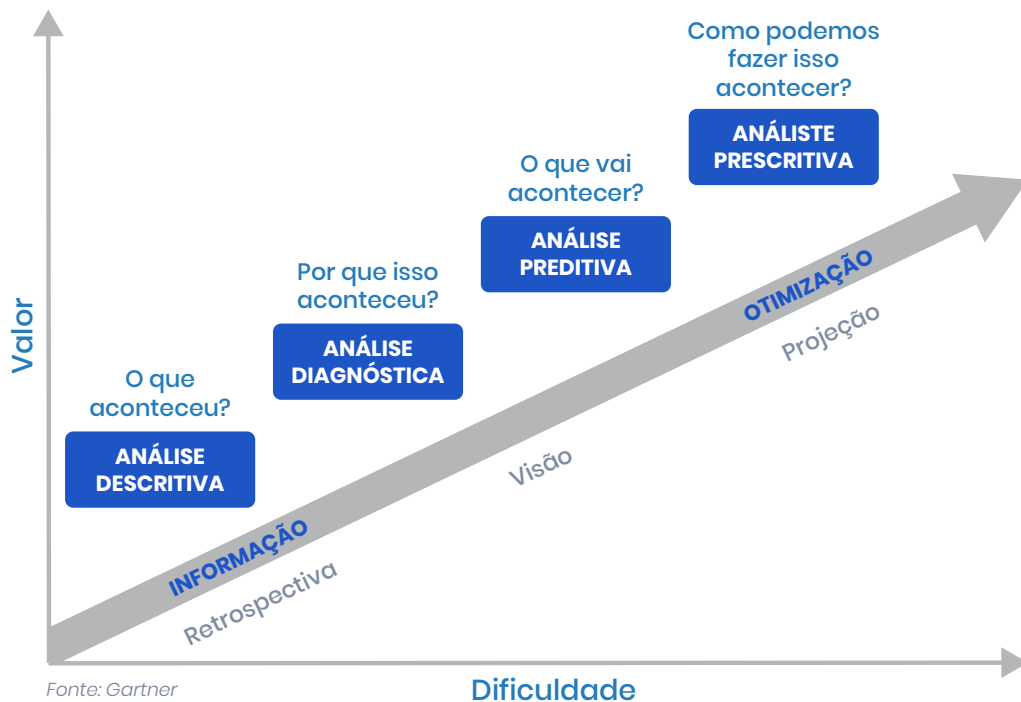 Como podemos
fazer isso
acontecer?
ANÁLISTE
PRESCRITIVA
O que vai
acontecer?
ANÁLISE
PREDITIVA
Por que isso
aconteceu?
ANÁLISE
DIAGNÓSTICA
O que
aconteceu?
ANÁLISE
DESCRITIVA
Valor
INFORMAÇÃO
OTIMIZAÇÃO
Retrospectiva
Visão
Projeção
Fonte: Gartner
Dificuldade